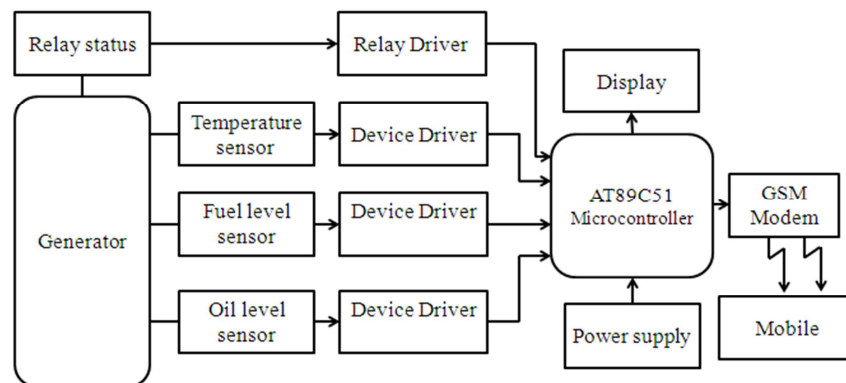 Relay status
Relay Driver
Display
Temperature
sensor
Device Driver
Generator
Fuel level
sensor
Device Driver
AT89C51
Microcontroller
GSM
Modem
Oil level
sensor
Device Driver
Power supply
Mobile